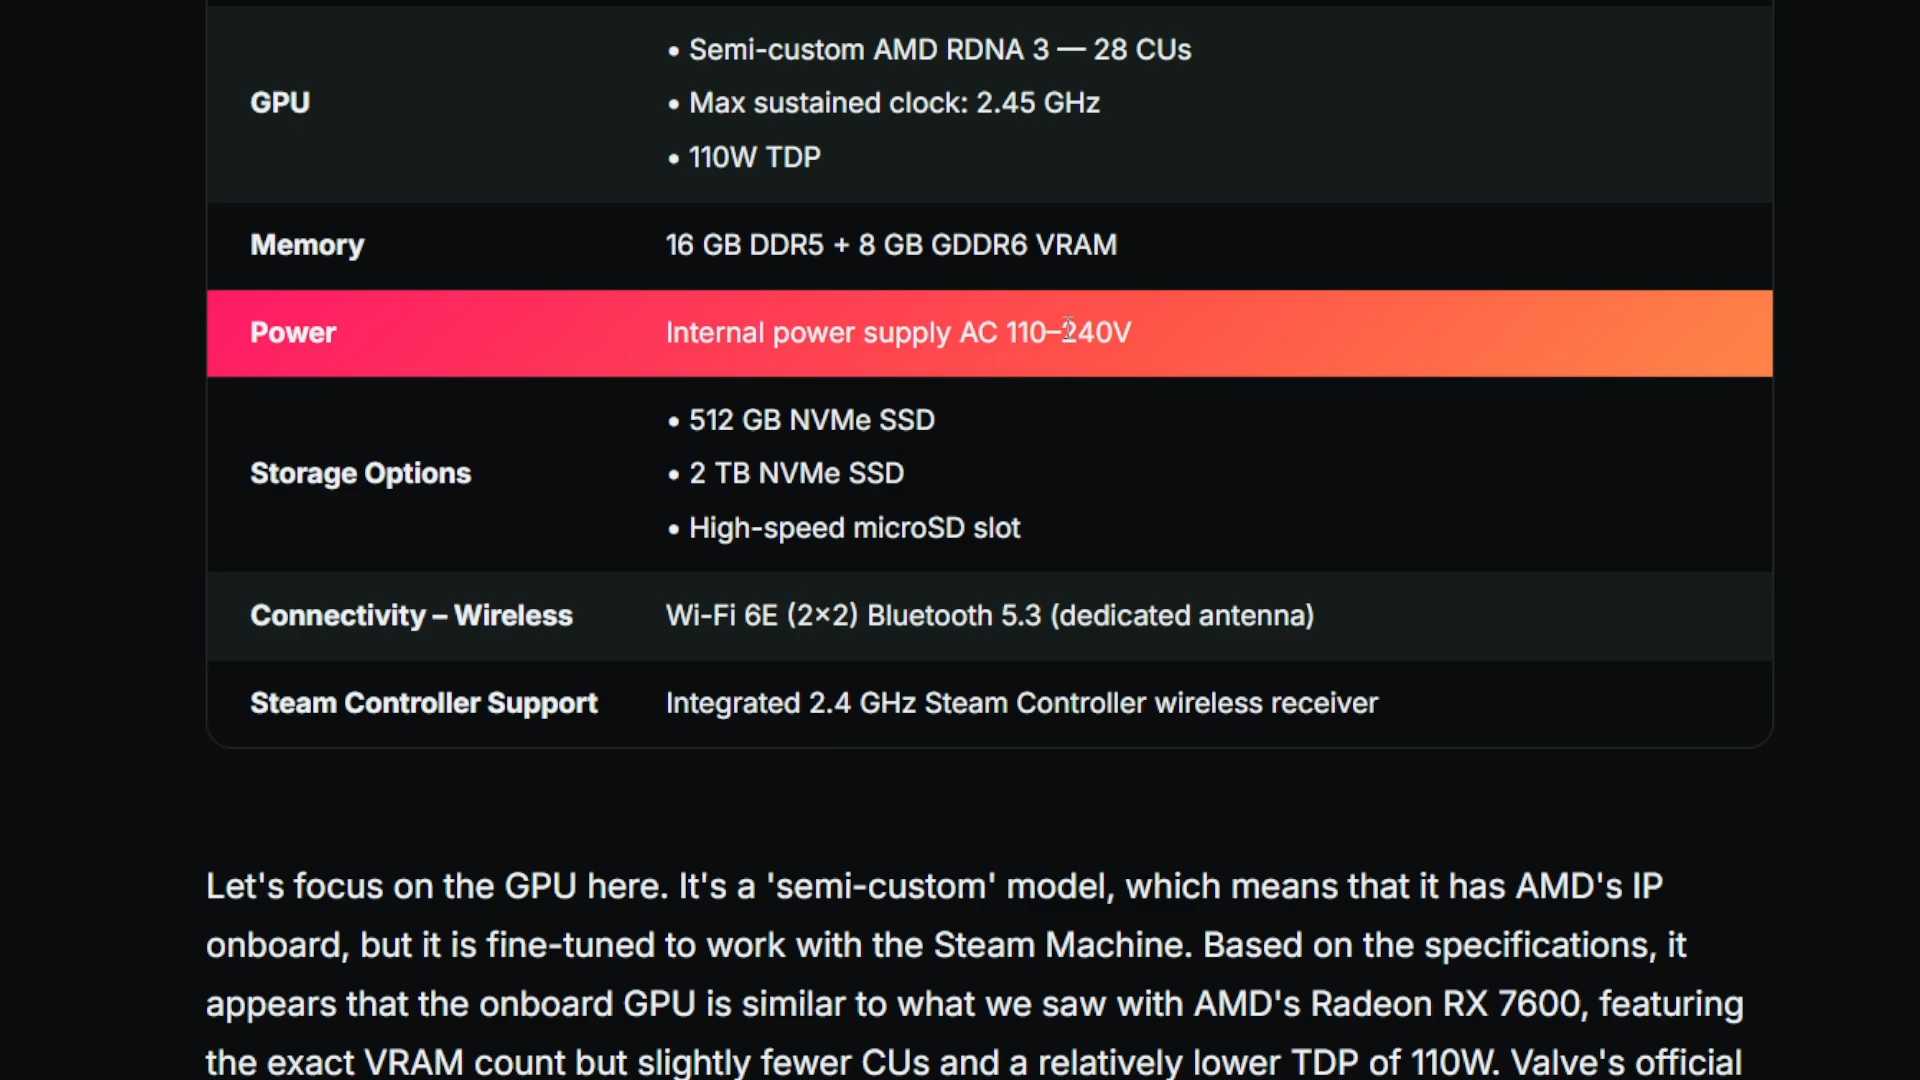 GPU
• Semi-custom AMD RDNA 3 — 28 CUs
• Max sustained clock: 2.45 GHz
• 110W TDP
Memory 16 GB DDR5 + 8 GB GDDR6 VRAM
Power Internal power supply AC 110–240V
Storage Options
• 512 GB NVMe SSD
• 2 TB NVMe SSD
• High-speed microSD slot
Connectivity – Wireless Wi-Fi 6E (2×2) Bluetooth 5.3 (dedicated antenna)
Steam Controller Support Integrated 2.4 GHz Steam Controller wireless receiver
Let's focus on the GPU here. It's a 'semi-custom' model, which means that it has AMD's IP
onboard, but it is fine-tuned to work with the Steam Machine. Based on the specifications, it
appears that the onboard GPU is similar to what we saw with AMD's Radeon RX 7600, featuring
the exact VRAM count but slightly fewer CUs and a relatively lower TDP of 110W. Valve's official